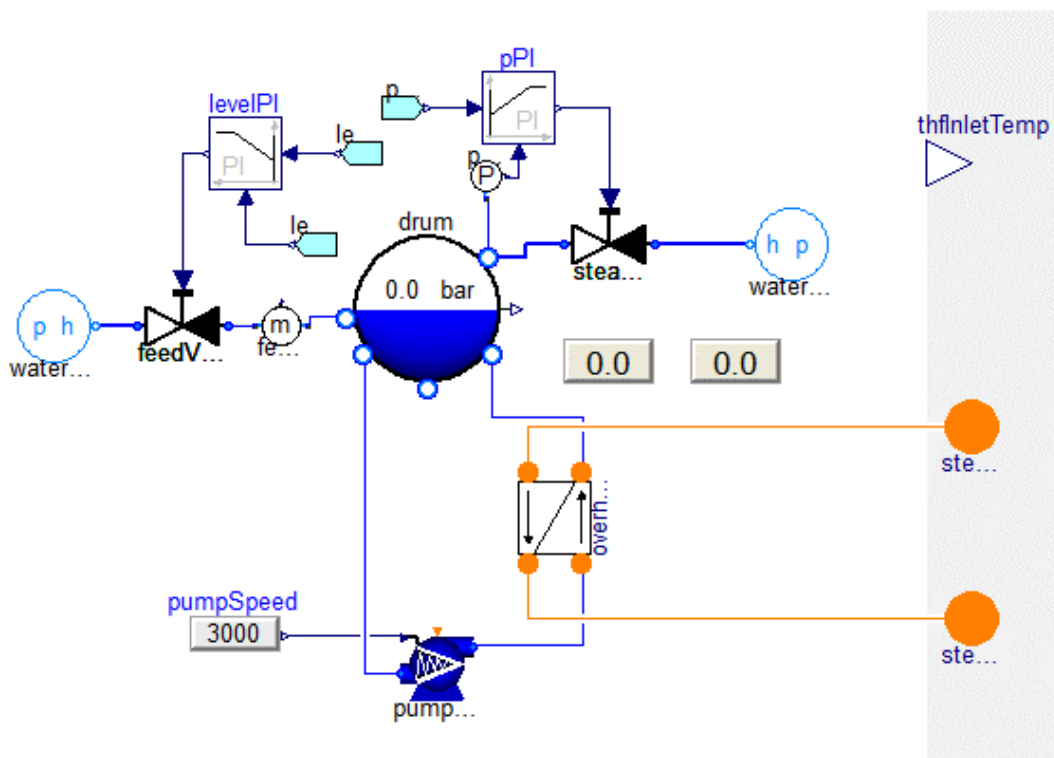 pPI
levelPI
p
PI
thfInletTemp
le
PI
p
P
le
drum
h p
0.0 bar
stea...
water...
p h
m
feedV...
fe...
water...
0.0
0.0
ste...
overh...
pumpSpeed
3000
ste...
pump...